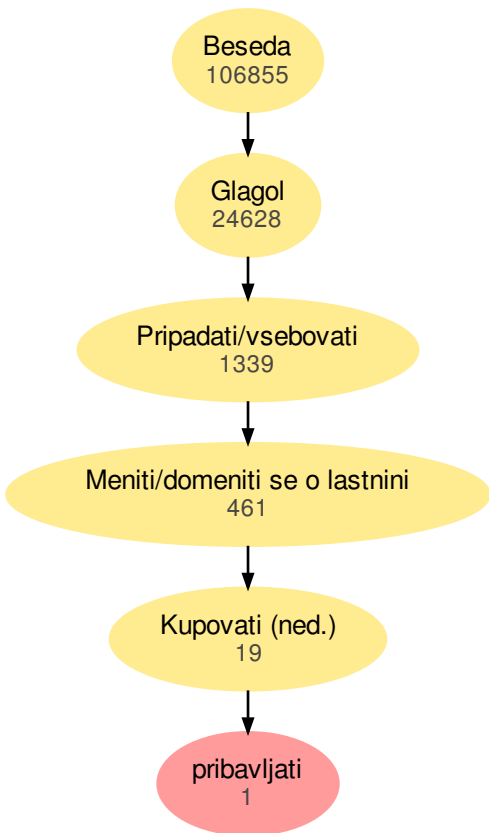 Beseda
106855
Glagol
24628
Pripadati/vsebovati
1339
Meniti/domeniti se o lastnini
461
Kupovati (ned.)
19
pribavljati
1